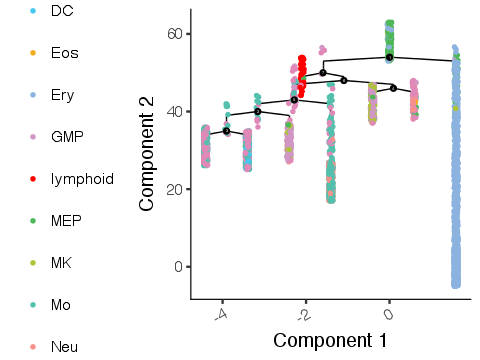 DC
Eos
Ery
GMP
lymphoid
MEP
MK
Mo
Neu
Component 2
60
40
20
0
-4
-2
0
Component 1